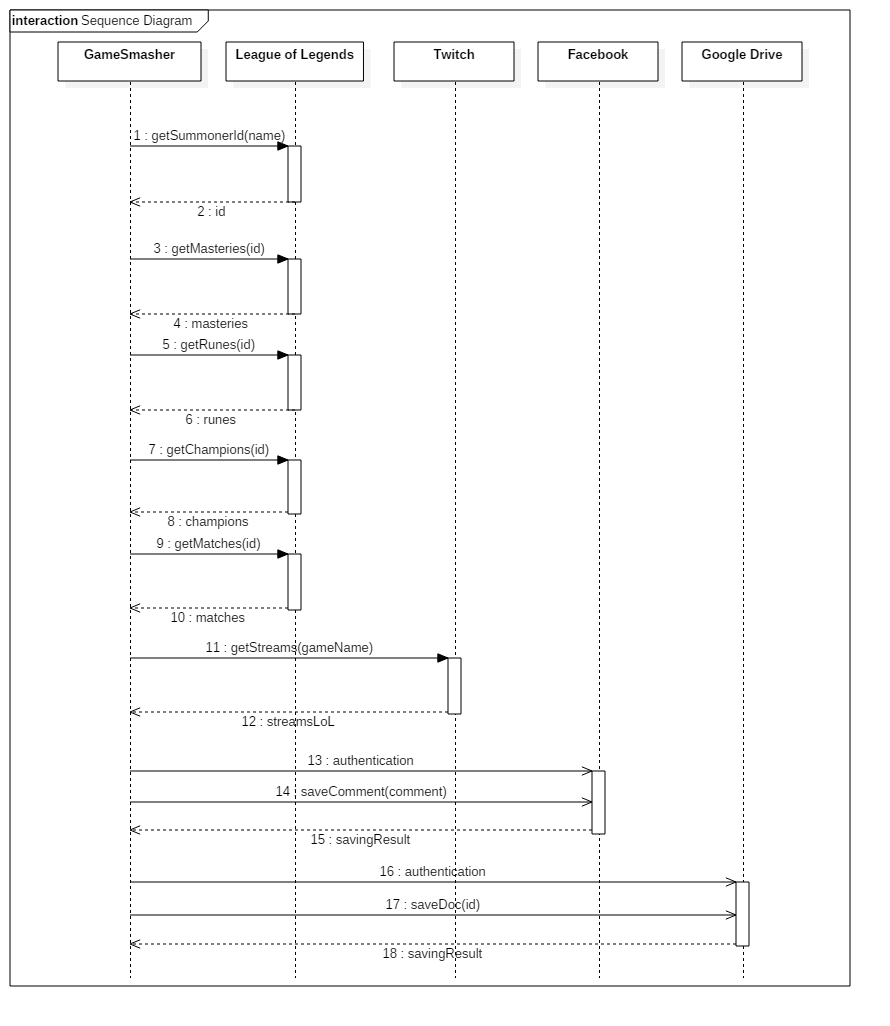 interaction Sequence Diagram
GameSmasher League of Legends Twitch Facebook Google Drive
1 : getSummonerId(name)
2 : id
3 : getMasteries(id)
4 : masteries
5 : getRunes(id)
6 : runes
7 : getChampions(id)
8 : champions
9 : getMatches(id)
10 : matches
11 : getStreams(gameName)
12 : streamsLoL
13 : authentication
14 : saveComment(comment)
15 : savingResult
16 : authentication
17 : saveDoc(id)
18 : savingResult